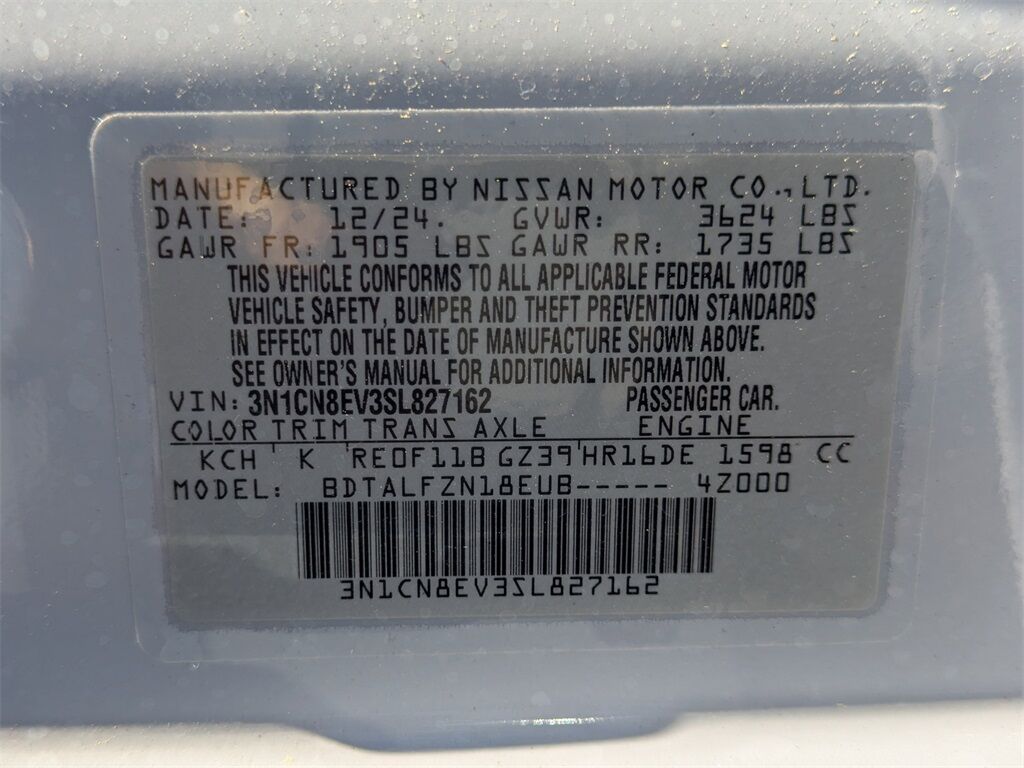 MANUFACTURED BY NISSAN MOTOR CO.,LTD.
DATE: 12/24. GVWR: 3624 LBS
GAWR FR: 1905 LBS GAWR RR: 1735 LBS
THIS VEHICLE CONFORMS TO ALL APPLICABLE FEDERAL MOTOR
VEHICLE SAFETY, BUMPER AND THEFT PREVENTION STANDARDS
IN EFFECT ON THE DATE OF MANUFACTURE SHOWN ABOVE.
SEE OWNER'S MANUAL FOR ADDITIONAL INFORMATION.
VIN: 3N1CN8EV3SL827162 PASSENGER CAR.
COLOR TRIM TRANS AXLE ENGINE
KCH K RE0F11B GZ39 HR16DE 1598 CC
MODEL: BDTALFZN18EUB----- 4Z000
3N1CN8EV3SL827162